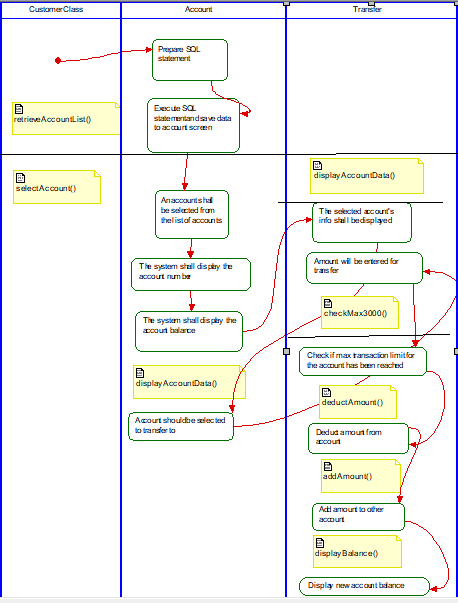 CustomerClass
Account
Transfer
Prepare SQL
statement
Execute SQL
statementand save data
to account screen
retrieveAccountList()
selectAccount()
displayAccountData()
An account shall
be selected from
the list of accounts
The selected account's
info shall be displayed
The system shall display the
account number
Amount will be entered for
transfer
checkMax3000()
The system shall display the
account balance
Check if max transaction limit for
the account has been reached
displayAccountData()
deductAmount()
Account should be selected
to transfer to
Deduct amount from
account
addAmount()
Add amount to other
account
displayBalance()
Display new account balance